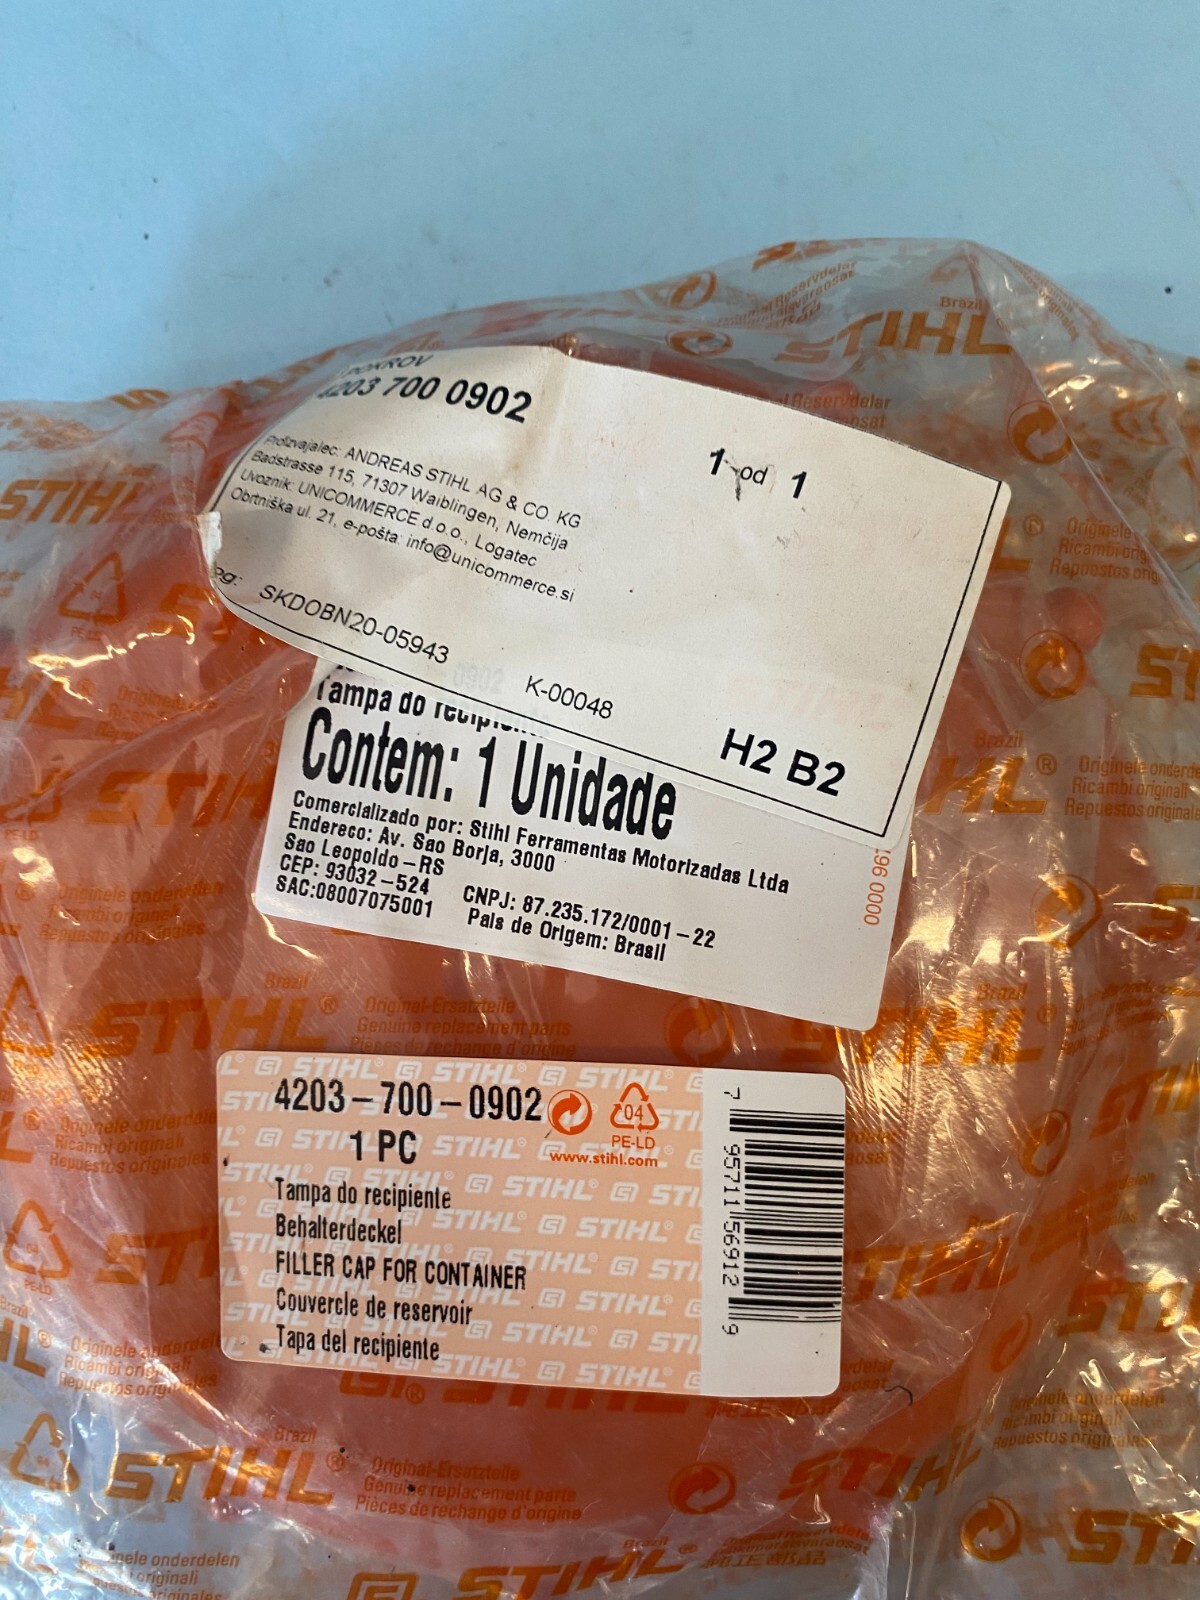 POKROV
4203 700 0902
1 od 1
Proizvajalec: ANDREAS STIHL AG & CO. KG
Badstrasse 115, 71307 Waiblingen, Nemčija
Uvoznik: UNICOMMERCE d.o.o., Logatec
Obrtniška ul. 21, e-pošta: info@unicommerce.si
SKDOBN20-05943
K-00048
H2 B2
Tampa do recipiente
Contem: 1 Unidade
Comercializado por: Stihl Ferramentas Motorizadas Ltda
Endereco: Av. Sao Borja, 3000
Sao Leopoldo-RS
CEP: 93032-524
CNPJ: 87.235.172/0001-22
SAC:08007075001
Pais de Origem: Brasil
0000 967
4203-700-0902
1 PC
04
PE-LD
www.stihl.com
Tampa do recipiente
Behalterdeckel
FILLER CAP FOR CONTAINER
Couvercle de reservoir
Tapa del recipiente
7 95711 56912 9
Brazil
STIHL®
Original-Ersatzteile
Genuine replacement parts
Pièces de rechange d'origine
Originele onderdelen
Ricambi originali
Repuestos originales